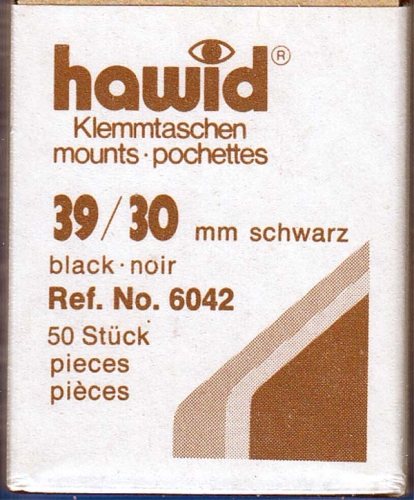 hawid®
Klemmtaschen
mounts · pochettes
39/30 mm schwarz
black · noir
Ref. No. 6042
50 Stück
pieces
pièces